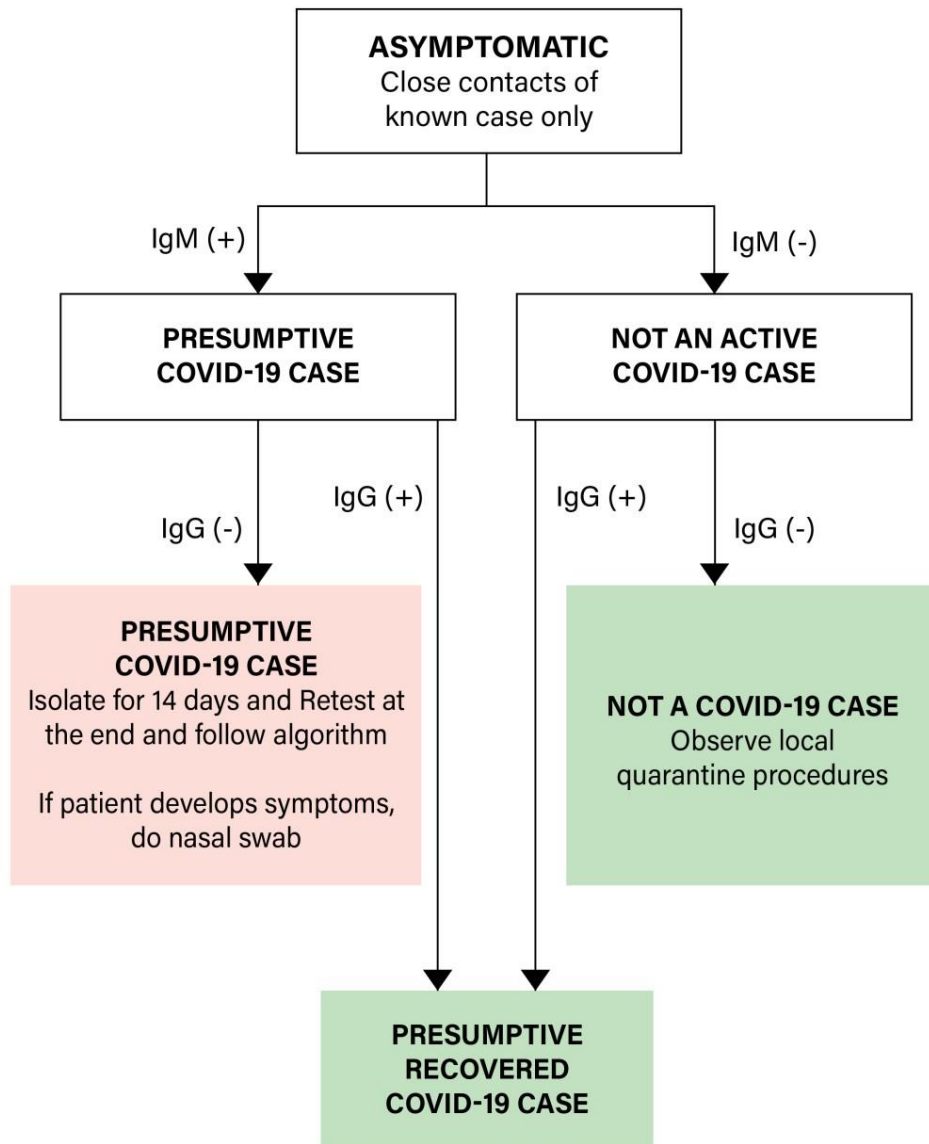 ASYMPTOMATIC
Close contacts of
known case only
IgM (+)
IgM (-)
PRESUMPTIVE
COVID-19 CASE
NOT AN ACTIVE
COVID-19 CASE
IgG (-)
IgG (+)
IgG (+)
IgG (-)
PRESUMPTIVE
COVID-19 CASE
Isolate for 14 days and Retest at
the end and follow algorithm
If patient develops symptoms,
do nasal swab
NOT A COVID-19 CASE
Observe local
quarantine procedures
PRESUMPTIVE
RECOVERED
COVID-19 CASE